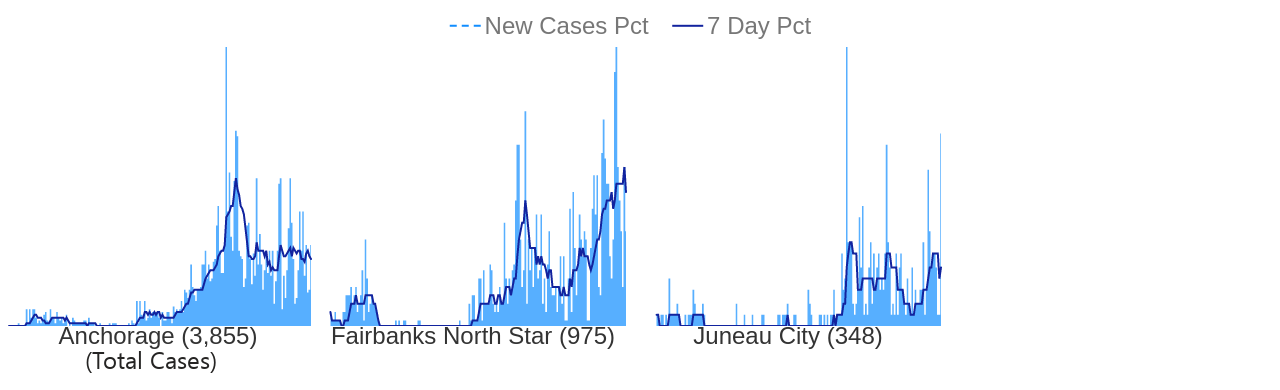 New Cases Pct 7 Day Pct
Anchorage (3,855) Fairbanks North Star (975) Juneau City (348)
(Total Cases)